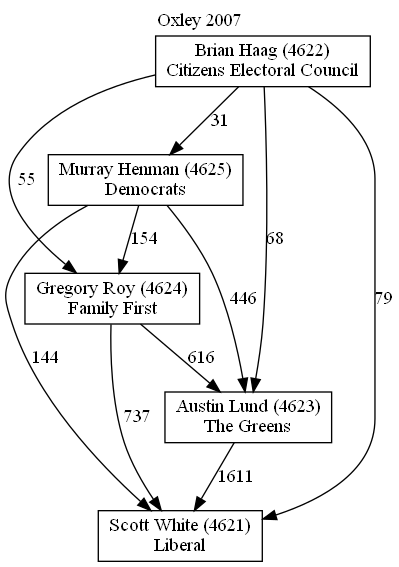 Oxley 2007
Brian Haag (4622)
Citizens Electoral Council
31
Murray Henman (4625)
Democrats
55
154
68
79
Gregory Roy (4624)
Family First
446
144
616
737
Austin Lund (4623)
The Greens
1611
Scott White (4621)
Liberal